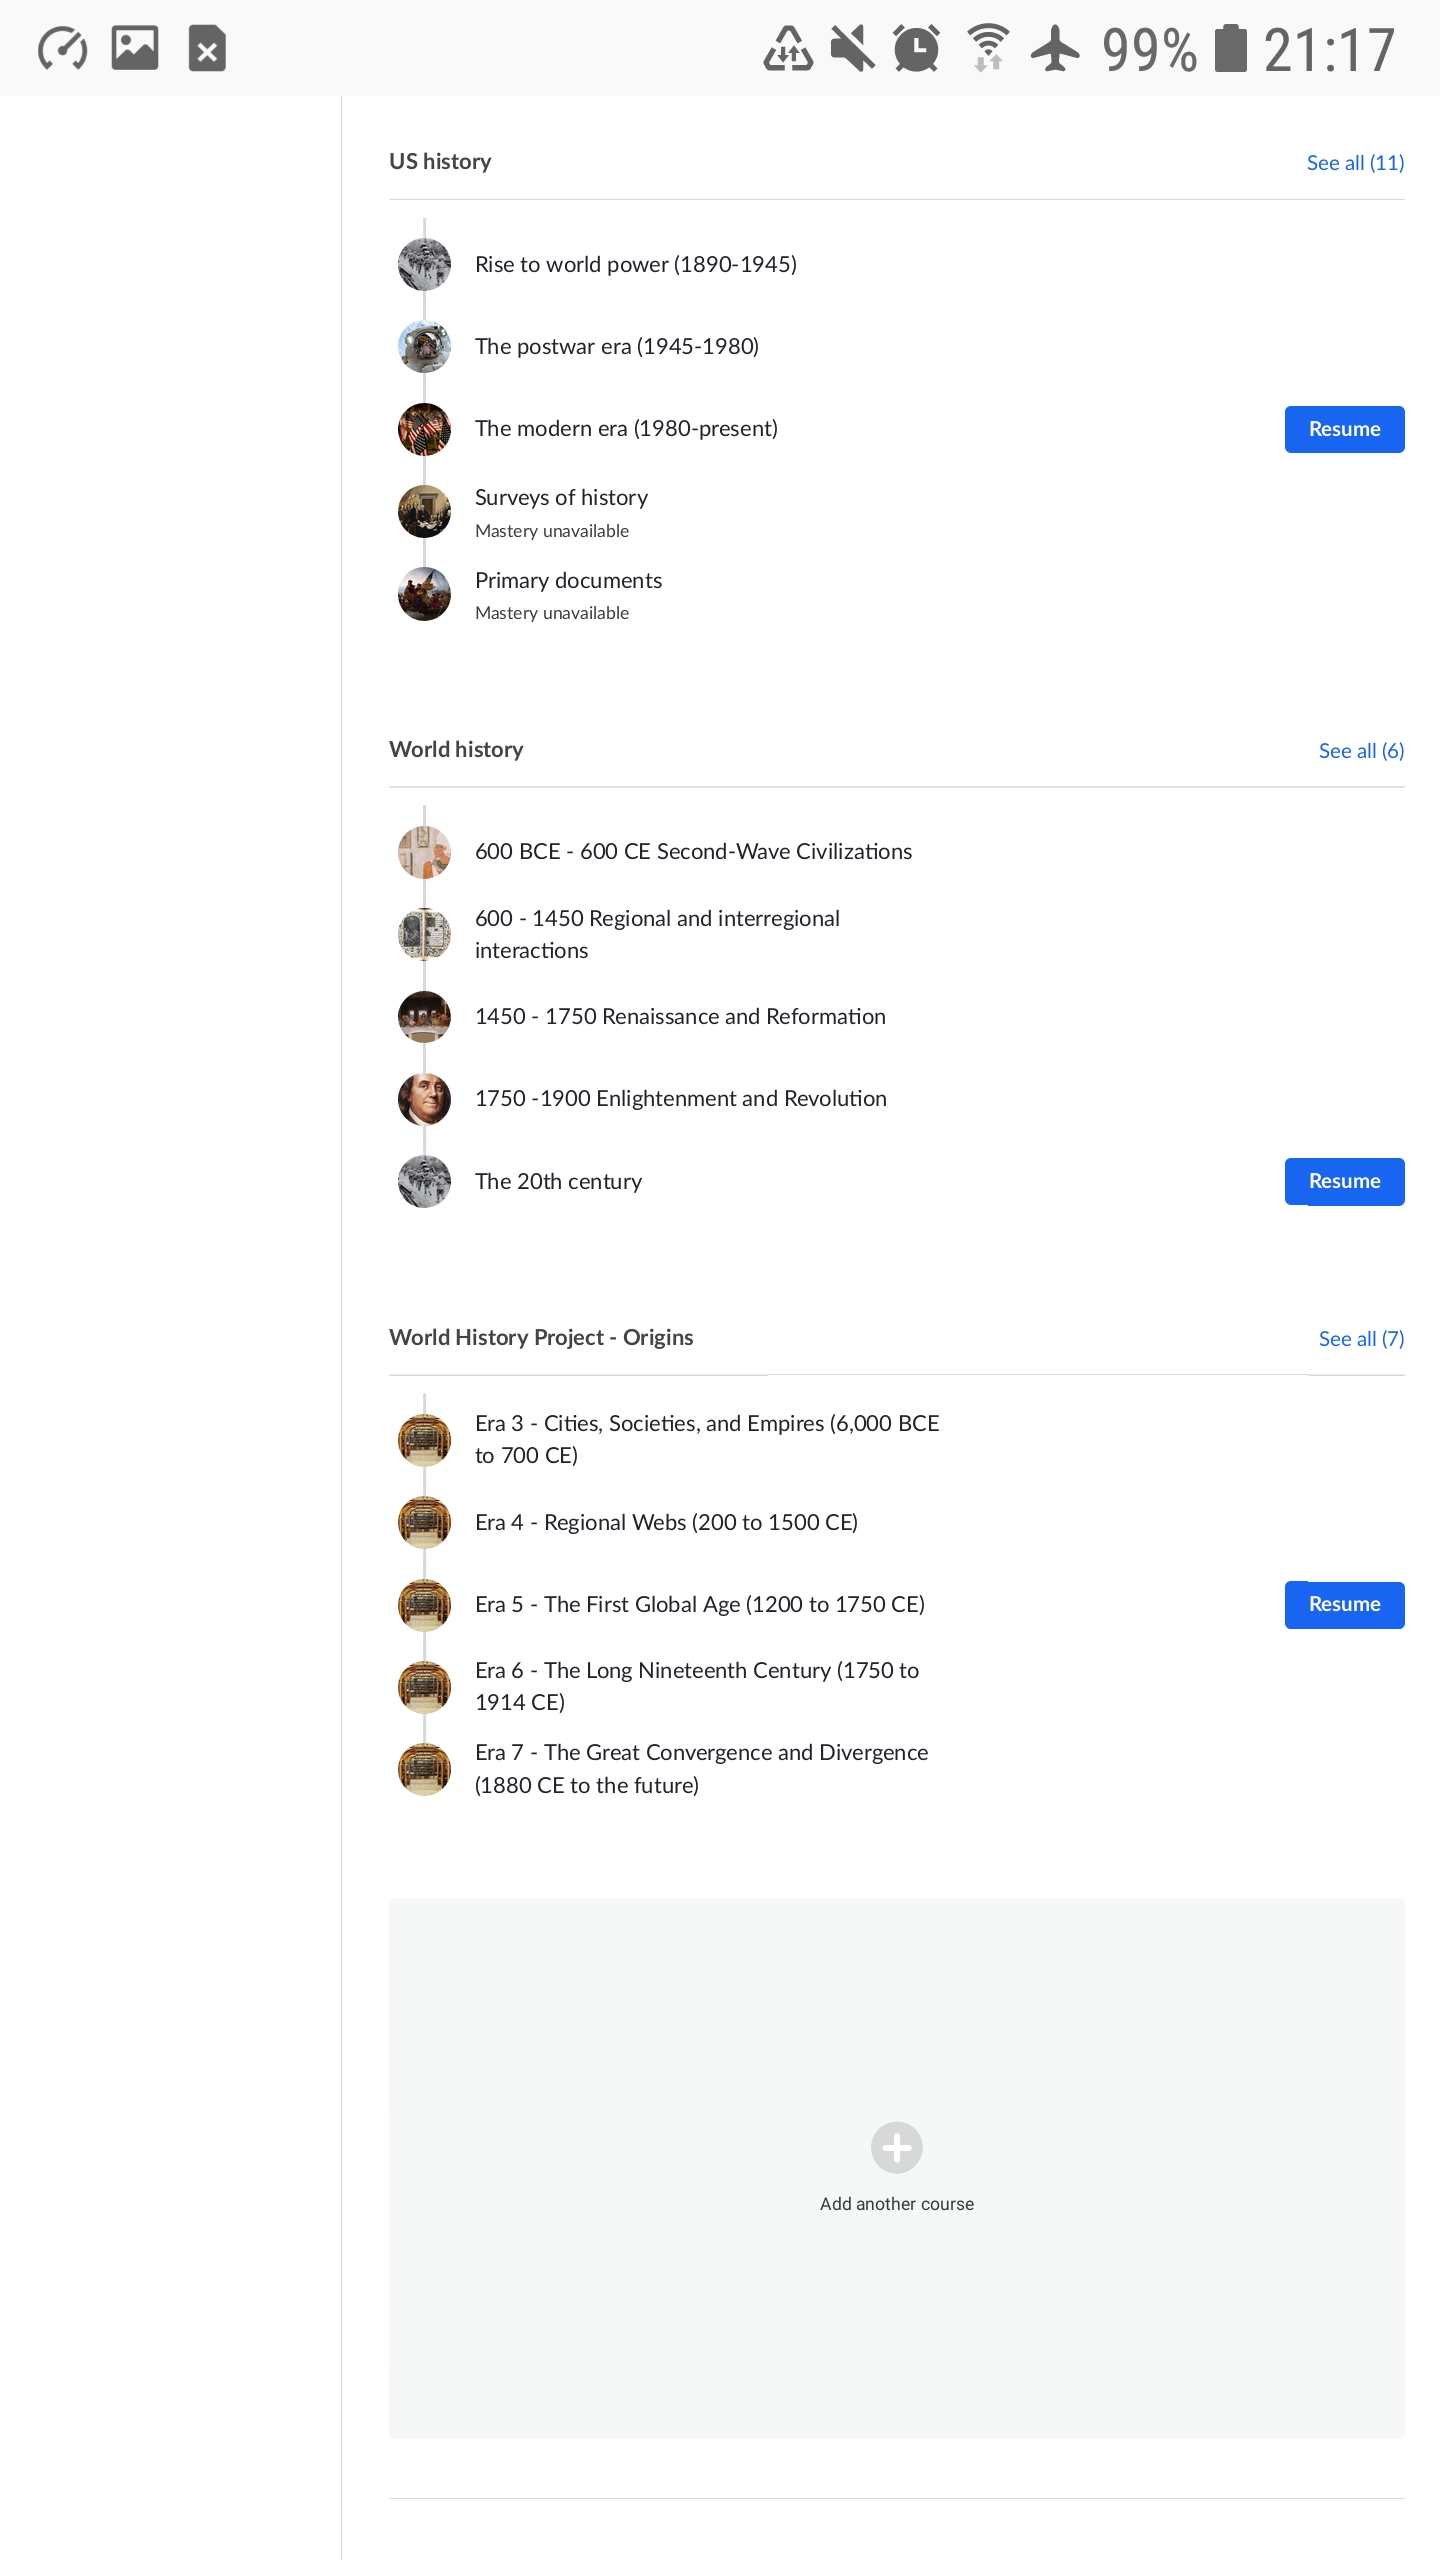 99% 21:17
US history
See all (11)
Rise to world power (1890-1945)
The postwar era (1945-1980)
The modern era (1980-present)
Resume
Surveys of history
Mastery unavailable
Primary documents
Mastery unavailable
World history
See all (6)
600 BCE - 600 CE Second-Wave Civilizations
600 - 1450 Regional and interregional
interactions
1450 - 1750 Renaissance and Reformation
1750 -1900 Enlightenment and Revolution
The 20th century
Resume
World History Project - Origins
See all (7)
Era 3 - Cities, Societies, and Empires (6,000 BCE
to 700 CE)
Era 4 - Regional Webs (200 to 1500 CE)
Era 5 - The First Global Age (1200 to 1750 CE)
Resume
Era 6 - The Long Nineteenth Century (1750 to
1914 CE)
Era 7 - The Great Convergence and Divergence
(1880 CE to the future)
Add another course